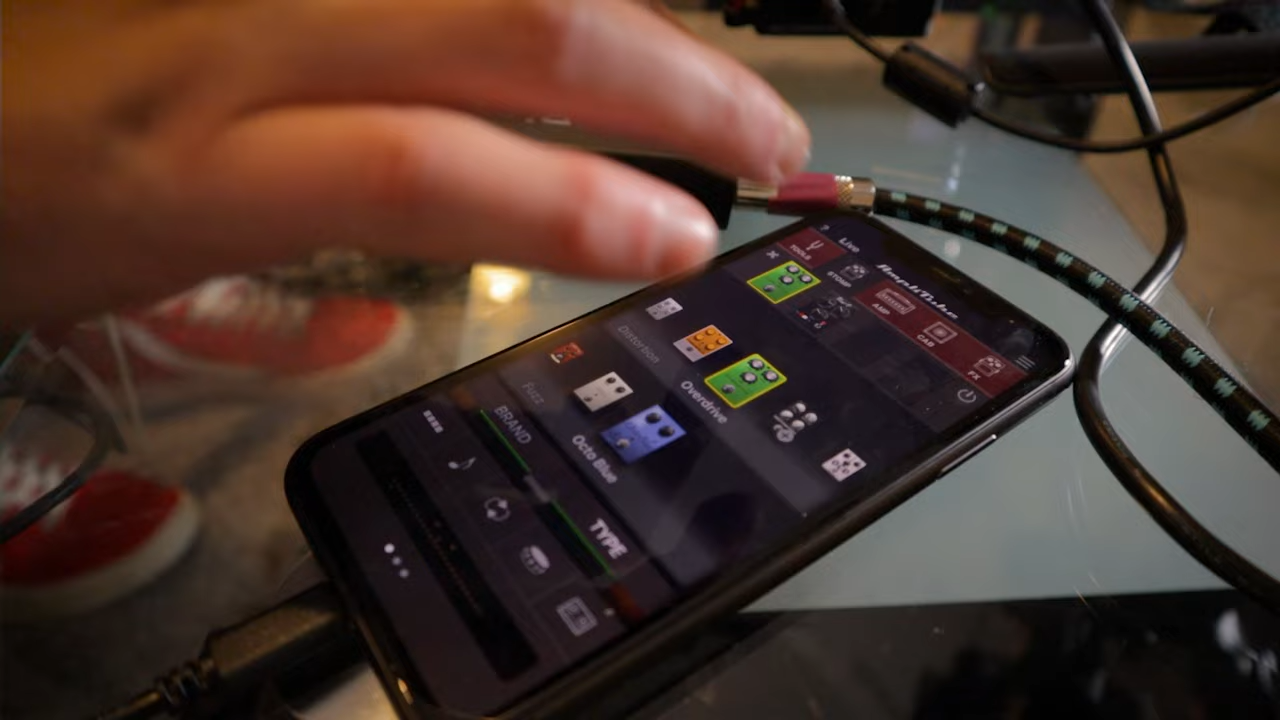 ?
Live
AmpliTube
TOOLS
STOMP
AMP
CAB
FX
Distortion
Overdrive
Fuzz
Octo Blue
BRAND
TYPE